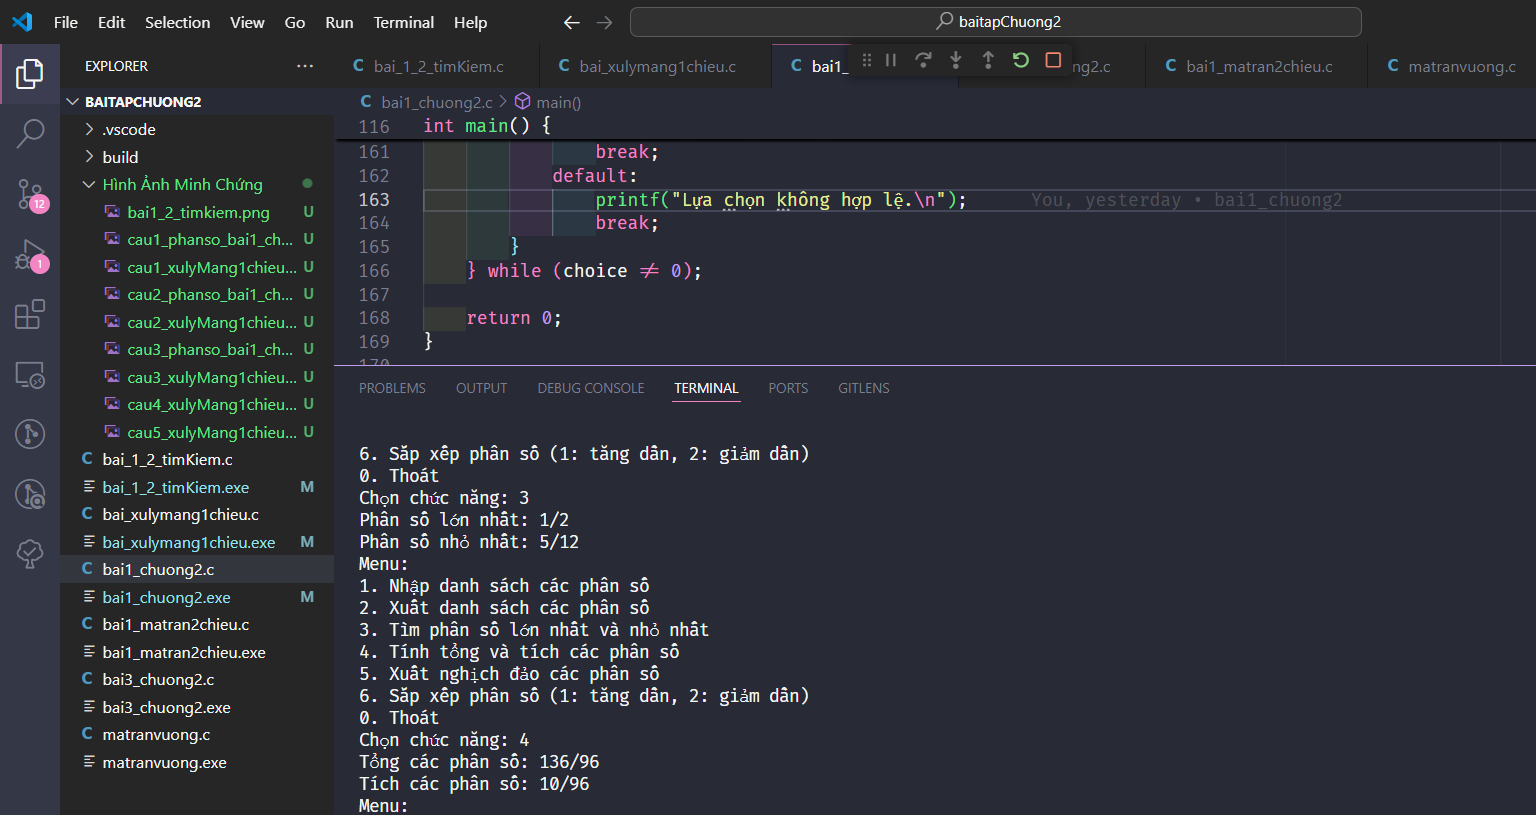 File Edit Selection View Go Run Terminal Help
baitapChuong2
EXPLORER
bai_1_2_timKiem.c
bai_xulymang1chieu.c
bai1_
ng2.c
bai1_matran2chieu.c
matranvuong.c
BAITAPCHUONG2
.vscode
build
Hình Ảnh Minh Chứng
bai1_2_timkiem.png U
cau1_phanso_bai1_ch... U
cau1_xulyMang1chieu... U
cau2_phanso_bai1_ch... U
cau2_xulyMang1chieu... U
cau3_phanso_bai1_ch... U
cau3_xulyMang1chieu... U
cau4_xulyMang1chieu... U
cau5_xulyMang1chieu... U
bai_1_2_timKiem.c
bai_1_2_timKiem.exe M
bai_xulymang1chieu.c
bai_xulymang1chieu.exe M
bai1_chuong2.c
bai1_chuong2.exe M
bai1_matran2chieu.c
bai1_matran2chieu.exe
bai3_chuong2.c
bai3_chuong2.exe
matranvuong.c
matranvuong.exe
12
1
bai1_chuong2.c > main()
116 int main() {
161 break;
162 default:
163 printf("Lựa chọn không hợp lệ.\n"); You, yesterday • bai1_chuong2
164 break;
165 }
166 } while (choice ≠ 0);
167
168 return 0;
169 }
170
PROBLEMS OUTPUT DEBUG CONSOLE TERMINAL PORTS GITLENS
6. Sắp xếp phân số (1: tăng dần, 2: giảm dần)
0. Thoát
Chọn chức năng: 3
Phân số lớn nhất: 1/2
Phân số nhỏ nhất: 5/12
Menu:
1. Nhập danh sách các phân số
2. Xuất danh sách các phân số
3. Tìm phân số lớn nhất và nhỏ nhất
4. Tính tổng và tích các phân số
5. Xuất nghịch đảo các phân số
6. Sắp xếp phân số (1: tăng dần, 2: giảm dần)
0. Thoát
Chọn chức năng: 4
Tổng các phân số: 136/96
Tích các phân số: 10/96
Menu: